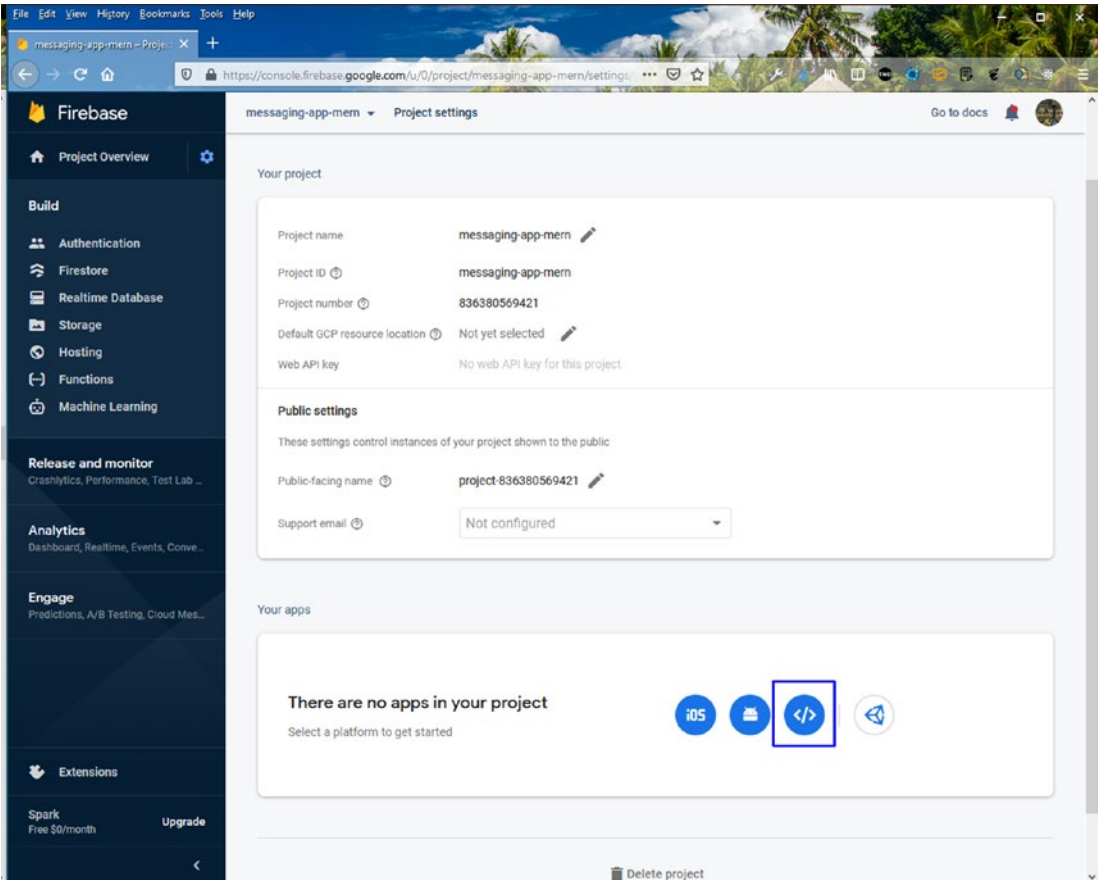 File Edit View History Bookmarks Tools Help
messaging-app-mern – Projec
https://console.firebase.google.com/u/0/project/messaging-app-mern/settings/
Firebase
messaging-app-mern Project settings Go to docs
Project Overview
Your project
Build
Authentication
Firestore
Realtime Database
Storage
Hosting
Functions
Machine Learning
Project name messaging-app-mern
Project ID messaging-app-mern
Project number 836380569421
Default GCP resource location Not yet selected
Web API key No web API key for this project
Public settings
These settings control instances of your project shown to the public
Public-facing name project-836380569421
Support email Not configured
Release and monitor
Crashlytics, Performance, Test Lab ...
Analytics
Dashboard, Realtime, Events, Conve...
Engage
Predictions, A/B Testing, Cloud Mes...
Your apps
There are no apps in your project
Select a platform to get started
iOS
</>
Extensions
Spark
Free $0/month
Upgrade
Delete project